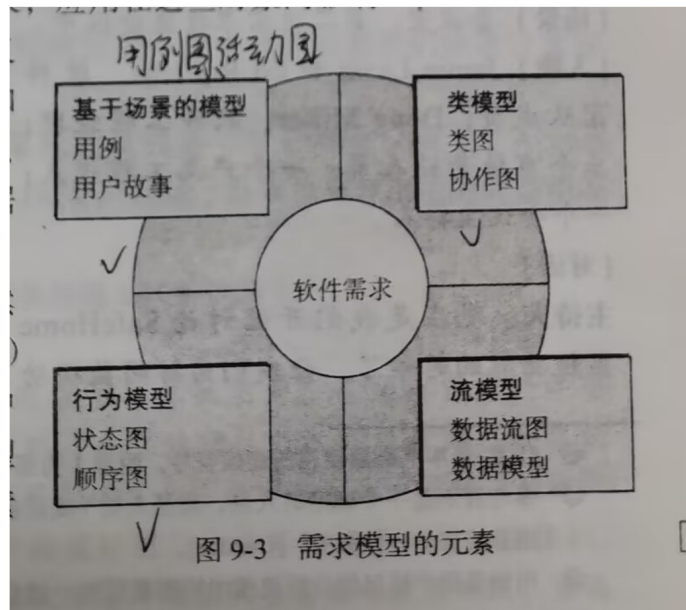 用例图、活动图
基于场景的模型
用例
用户故事
类模型
类图
协作图
软件需求
行为模型
状态图
顺序图
流模型
数据流图
数据模型
图 9-3 需求模型的元素